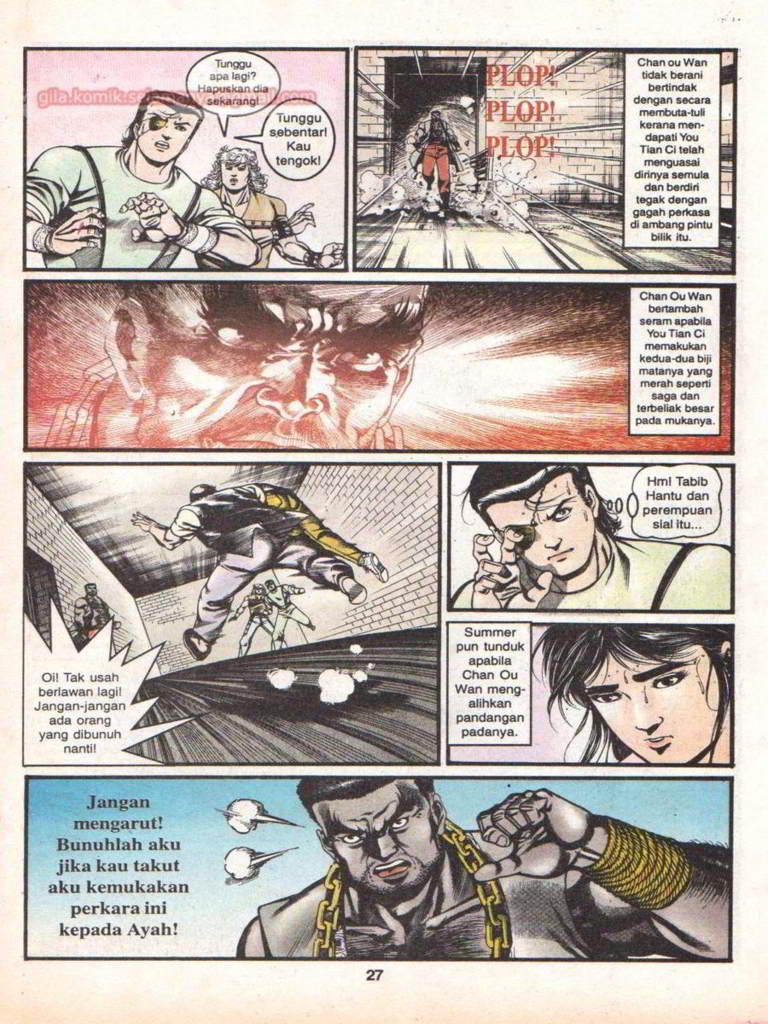 Tunggu
apa lagi?
Hapuskan dia
sekarang!
Tunggu
sebentar!
Kau
tengok!
PLOP!
PLOP!
PLOP!
Chan ou Wan
tidak berani
bertindak
dengan secara
membuta-tuli
kerana men-
dapati You
Tian Ci telah
menguasai
dirinya semula
dan berdiri
tegak dengan
gagah perkasa
di ambang pintu
bilik itu.
Chan Ou Wan
bertambah
seram apabila
You Tian Ci
memakukan
kedua-dua biji
matanya yang
merah seperti
saga dan
terbeliak besar
pada mukanya.
Oi! Tak usah
berlawan lagi!
Jangan-jangan
ada orang
yang dibunuh
nanti!
Hm! Tabib
Hantu dan
perempuan
sial itu...
Summer
pun tunduk
apabila
Chan Ou
Wan meng-
alihkan
pandangan
padanya.
Jangan
mengarut!
Bunuhlah aku
jika kau takut
aku kemukakan
perkara ini
kepada Ayah!
27